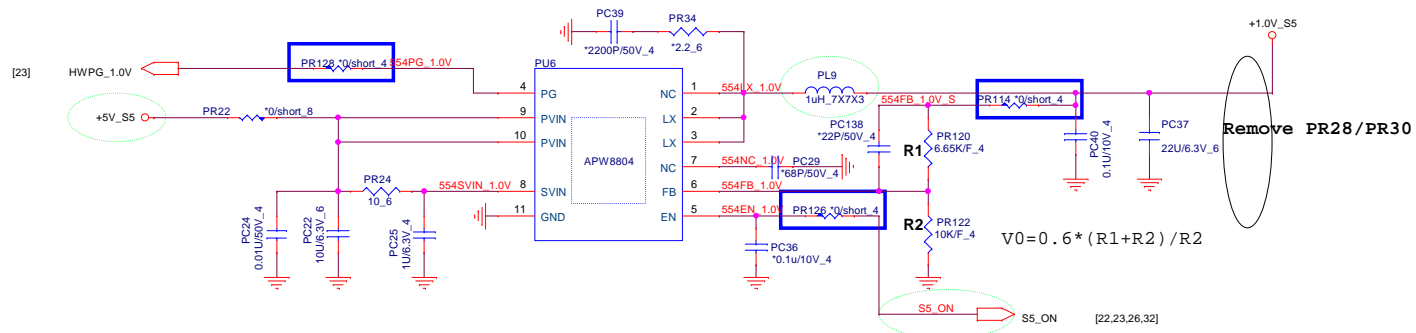 +1.0V_S5
PC39
*2200P/50V_4
PR34
*2.2_6
[23]
HWPG_1.0V
PR128 *0/short_4
554PG_1.0V
PU6
4 PG
NC 1
554LX_1.0V
PL9
1uH_7X7X3
554FB_1.0V_S
PR114 *0/short_4
+5V_S5
PR22
*0/short_8
9 PVIN
LX 2
10 PVIN
LX 3
APW8804
PC138
*22P/50V_4
R1
PR120
6.65K/F_4
PC40
0.1U/10V_4
PC37
22U/6.3V_6
Remove PR28/PR30
NC 7
554NC_1.0V
PC29
*68P/50V_4
PR24
10_6
554SVIN_1.0V
8 SVIN
FB 6
554FB_1.0V
11 GND
EN 5
554EN_1.0V
PR126 *0/short_4
R2
PR122
10K/F_4
V0=0.6*(R1+R2)/R2
PC24
0.01U/50V_4
PC22
10U/6.3V_6
PC25
1U/6.3V_4
PC36
*0.1u/10V_4
S5_ON
S5_ON
[22,23,26,32]